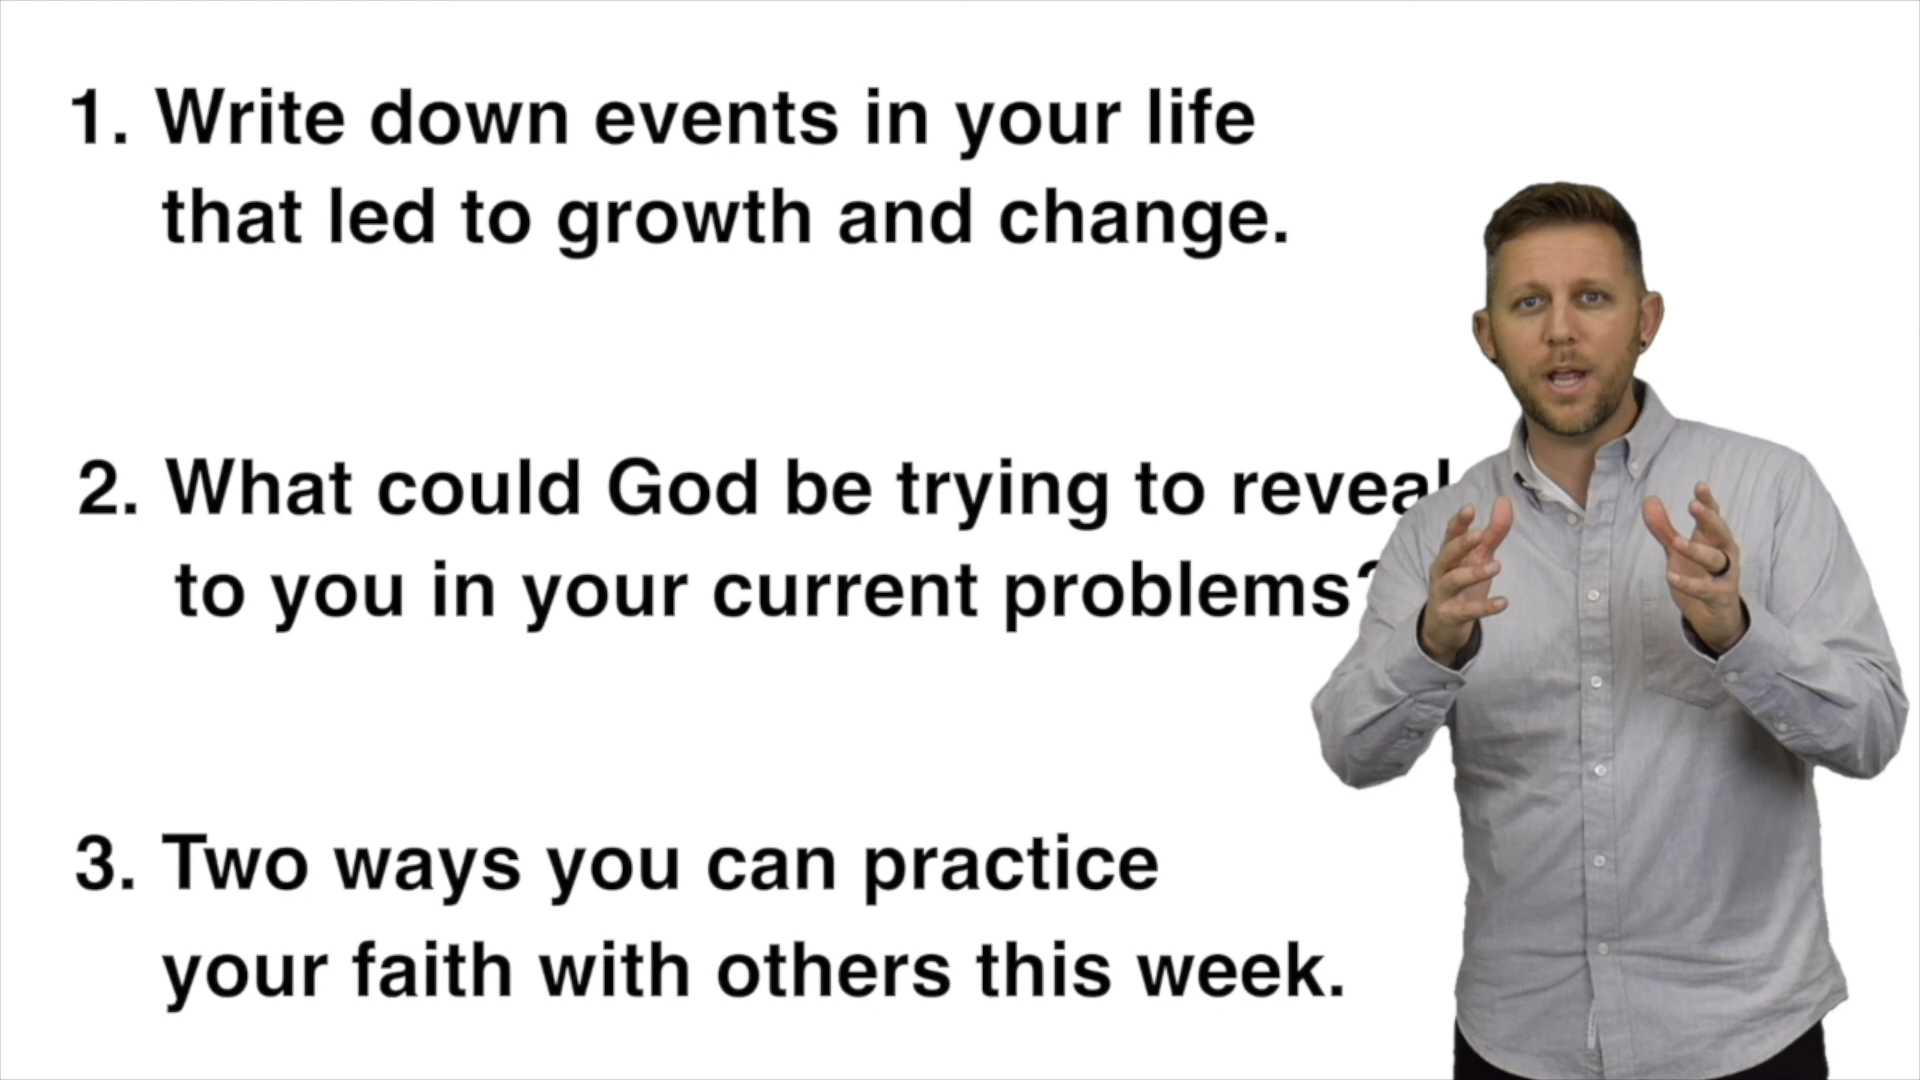 1. Write down events in your life
that led to growth and change.
2. What could God be trying to reveal
to you in your current problems?
3. Two ways you can practice
your faith with others this week.